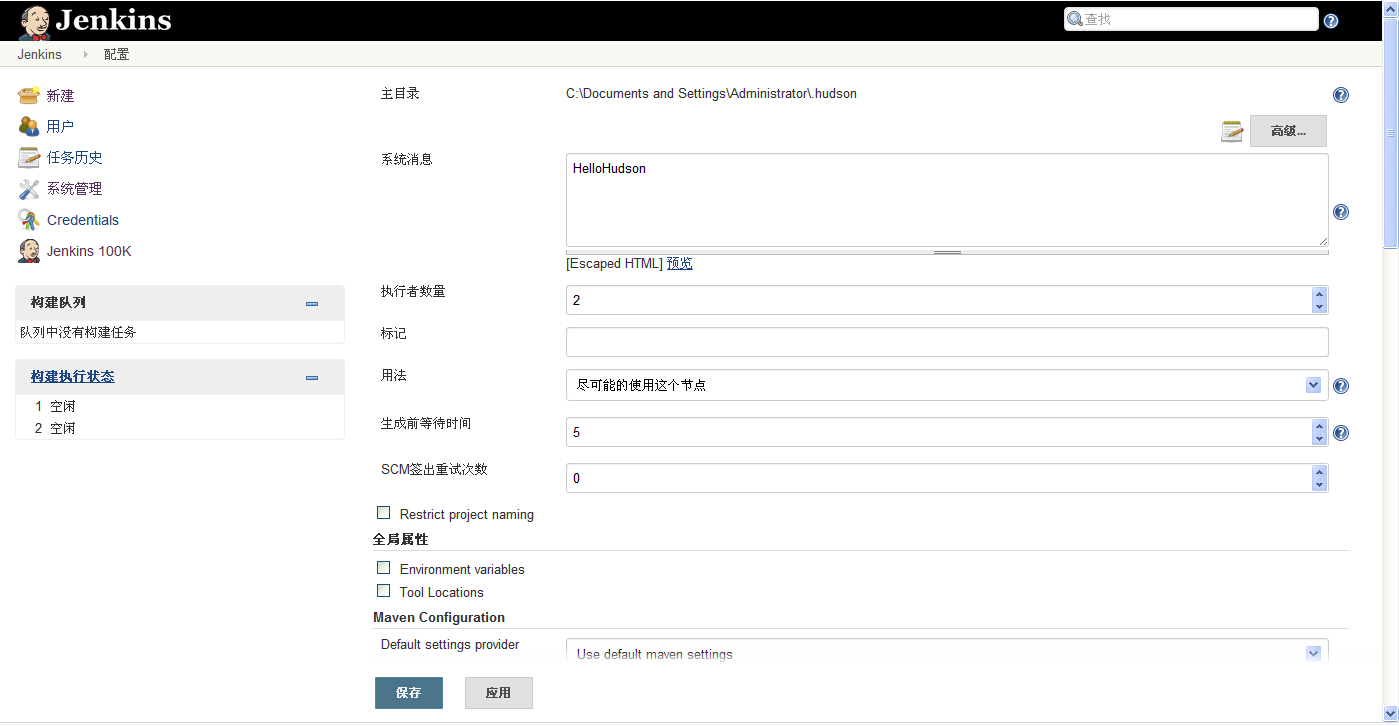 Jenkins
查找
Jenkins 配置
新建
用户
任务历史
系统管理
Credentials
Jenkins 100K
构建队列
队列中没有构建任务
构建执行状态
1 空闲
2 空闲
主目录 C:\Documents and Settings\Administrator\.hudson
高级...
系统消息 HelloHudson
[Escaped HTML] 预览
执行者数量 2
标记
用法 尽可能的使用这个节点
生成前等待时间 5
SCM签出重试次数 0
Restrict project naming
全局属性
Environment variables
Tool Locations
Maven Configuration
Default settings provider Use default maven settings
保存 应用